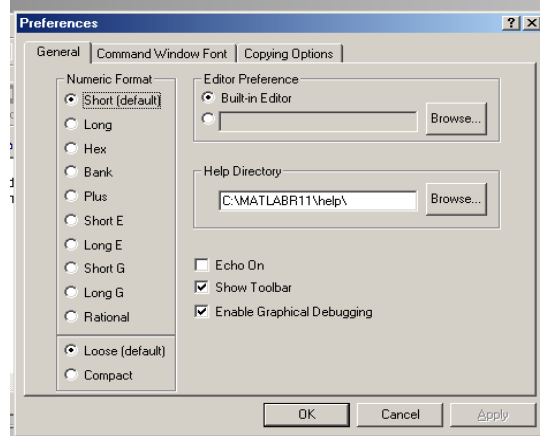 Preferences
General Command Window Font Copying Options
Numeric Format
Short (default)
Long
Hex
Bank
Plus
Short E
Long E
Short G
Long G
Rational
Loose (default)
Compact
Editor Preference
Built-in Editor
Browse...
Help Directory
C:\MATLABR11\help\
Browse...
Echo On
Show Toolbar
Enable Graphical Debugging
OK Cancel Apply